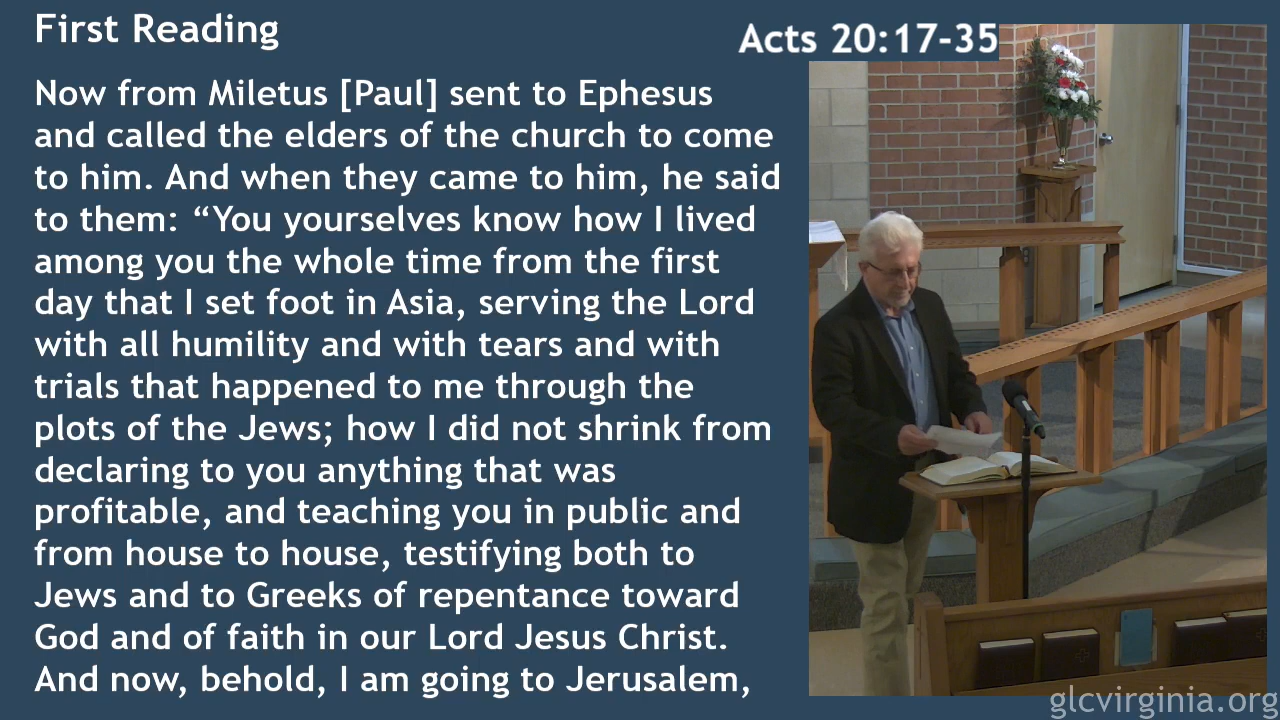 First Reading
Acts 20:17-35
Now from Miletus [Paul] sent to Ephesus
and called the elders of the church to come
to him. And when they came to him, he said
to them: “You yourselves know how I lived
among you the whole time from the first
day that I set foot in Asia, serving the Lord
with all humility and with tears and with
trials that happened to me through the
plots of the Jews; how I did not shrink from
declaring to you anything that was
profitable, and teaching you in public and
from house to house, testifying both to
Jews and to Greeks of repentance toward
God and of faith in our Lord Jesus Christ.
And now, behold, I am going to Jerusalem,
glcvirginia.org